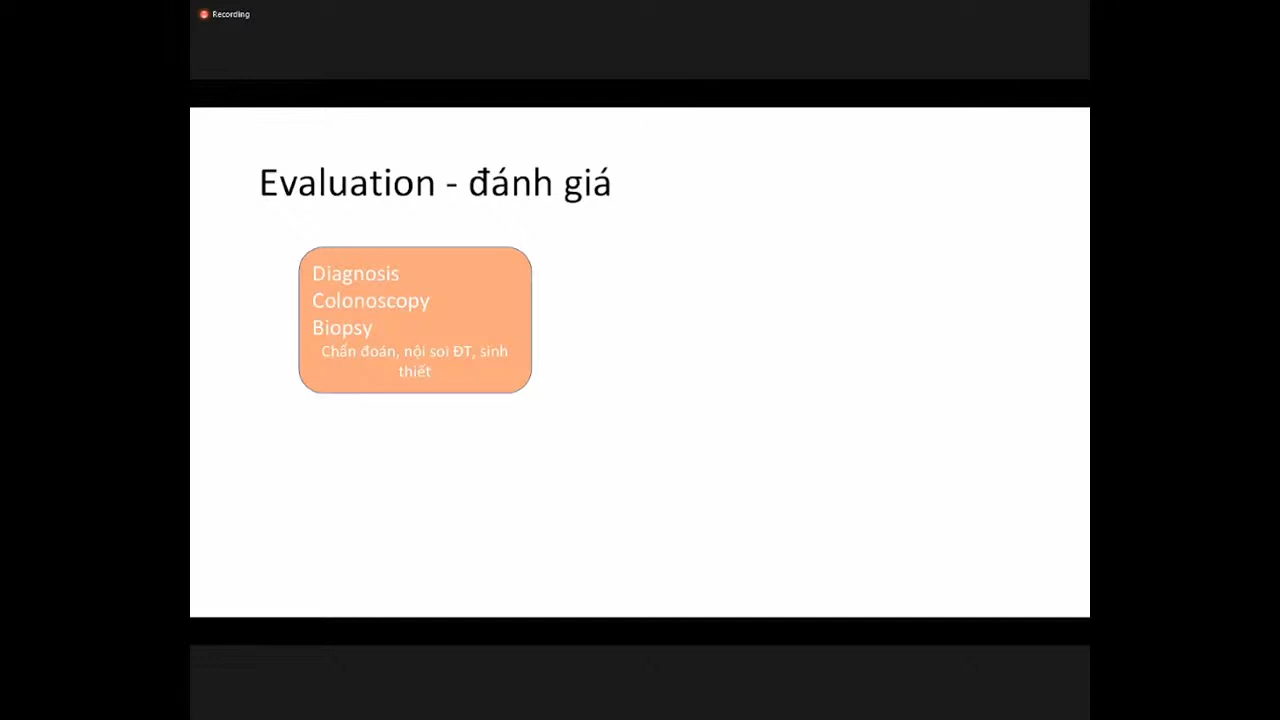 Recording
Evaluation - đánh giá
Diagnosis
Colonoscopy
Biopsy
Chẩn đoán, nội soi ĐT, sinh
thiết